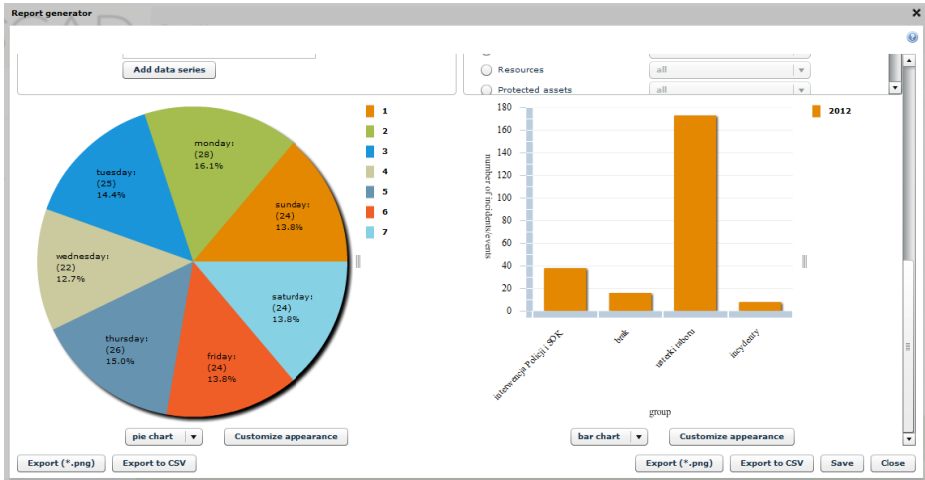 Report generator
Add data series
Resources
all
Protected assets
all
monday:
(28)
16.1%
tuesday:
(25)
14.4%
sunday:
(24)
13.8%
wednesday:
(22)
12.7%
saturday:
(24)
13.8%
thursday:
(26)
15.0%
friday:
(24)
13.8%
1
2
3
4
5
6
7
pie chart
Customize appearance
180
160
140
120
100
80
60
40
20
0
number of incidents/events
interwencja Policji i SOK
brak
usterki taboru
incydenty
group
2012
bar chart
Customize appearance
Export (*.png)
Export to CSV
Export (*.png)
Export to CSV
Save
Close